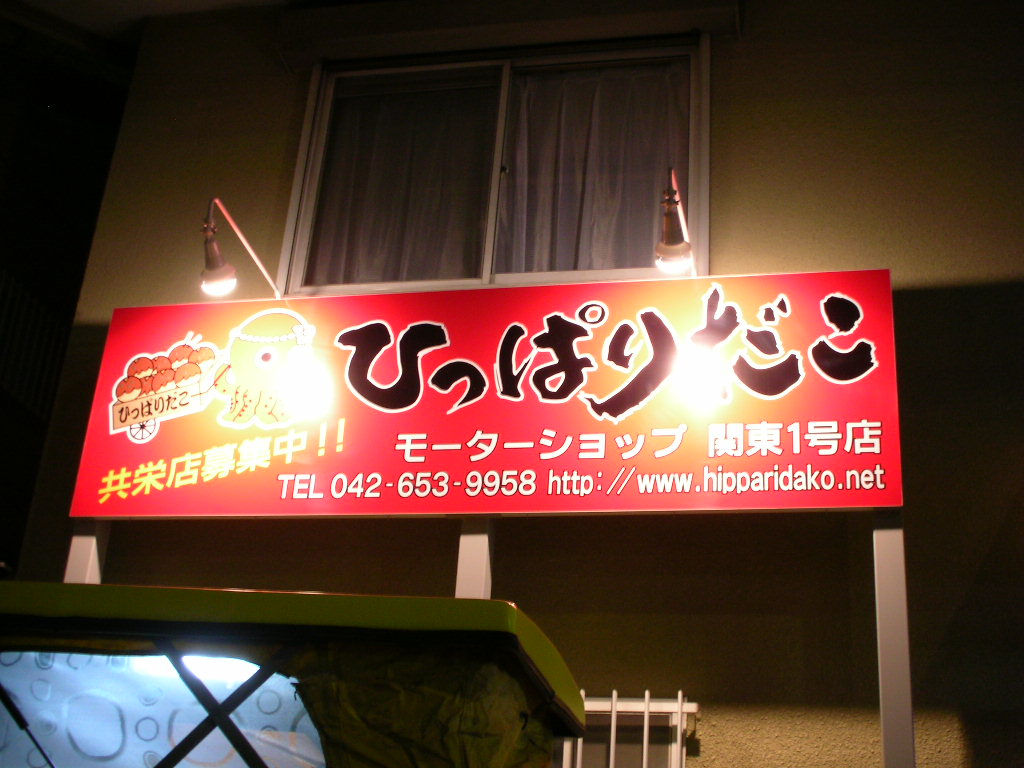 ひっぱりだこ
ひっぱりだこ
共栄店募集中!!
モーターショップ 関東1号店
TEL 042-653-9958 http://www.hipparidako.net